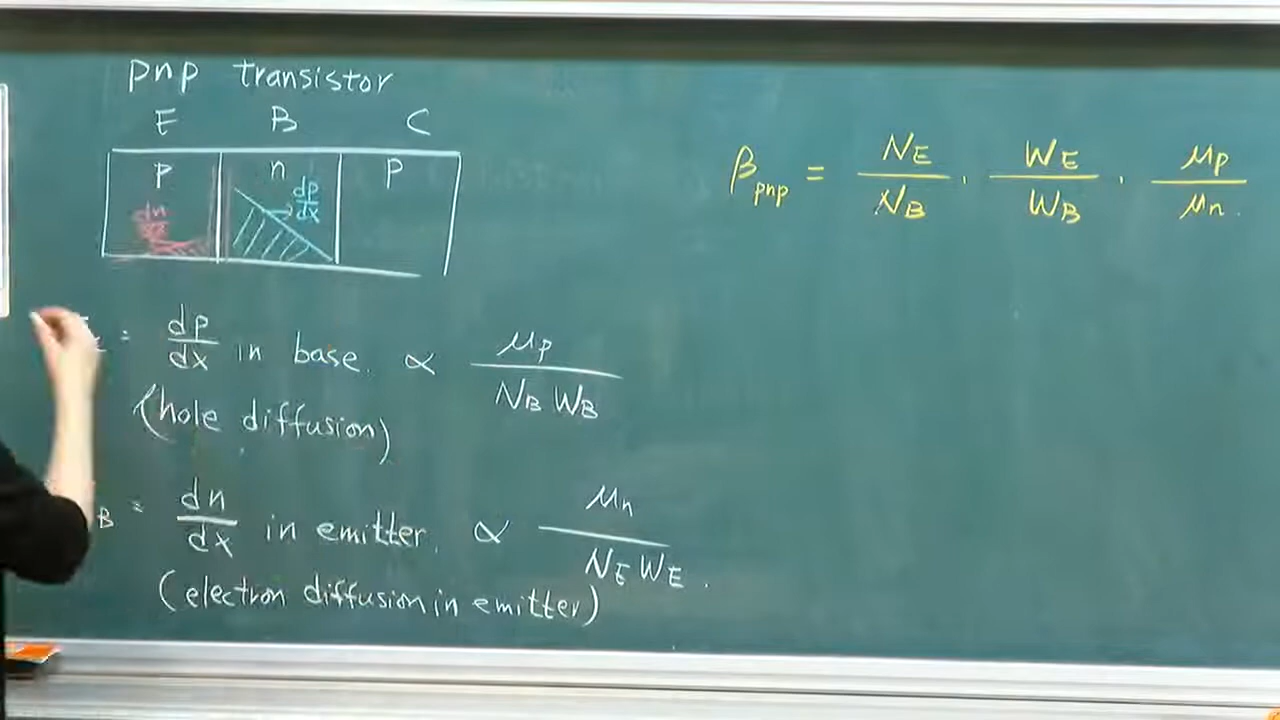 pnp transistor
E B C
p n p
dn/dx dp/dx
= dp/dx in base. ∝ μp / NB WB
(hole diffusion)
B = dn/dx in emitter. ∝ μn / NE WE.
(electron diffusion in emitter)
βpnp = NE/NB · WE/WB · μp/μn.